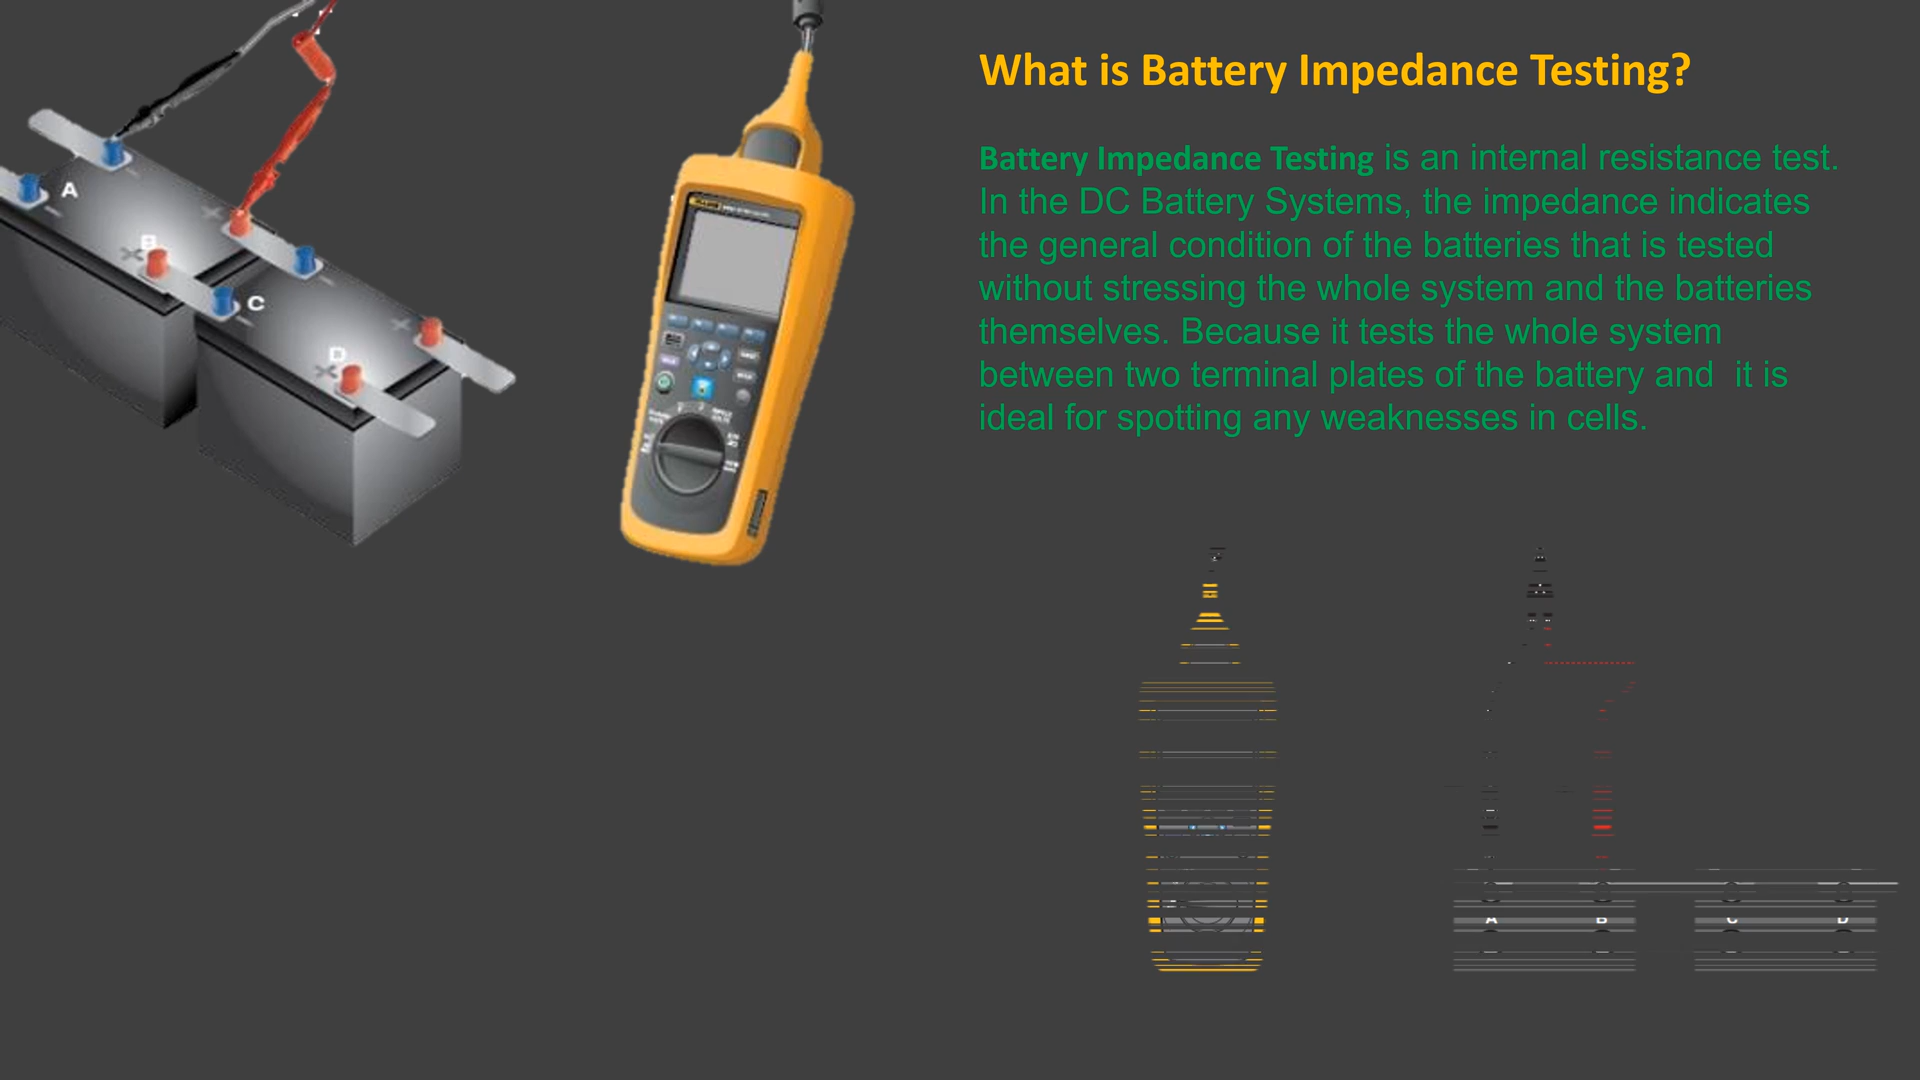 What is Battery Impedance Testing?
Battery Impedance Testing is an internal resistance test.
In the DC Battery Systems, the impedance indicates
the general condition of the batteries that is tested
without stressing the whole system and the batteries
themselves. Because it tests the whole system
between two terminal plates of the battery and  it is
ideal for spotting any weaknesses in cells.
A
B
C
D
A B C D